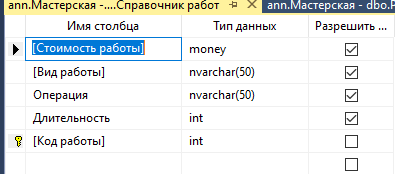 ann.Мастерская -....Справочник работ
ann.Мастерская - dbo.Р
Имя столбца Тип данных Разрешить ...
[Стоимость работы] money
[Вид работы] nvarchar(50)
Операция nvarchar(50)
Длительность int
[Код работы] int